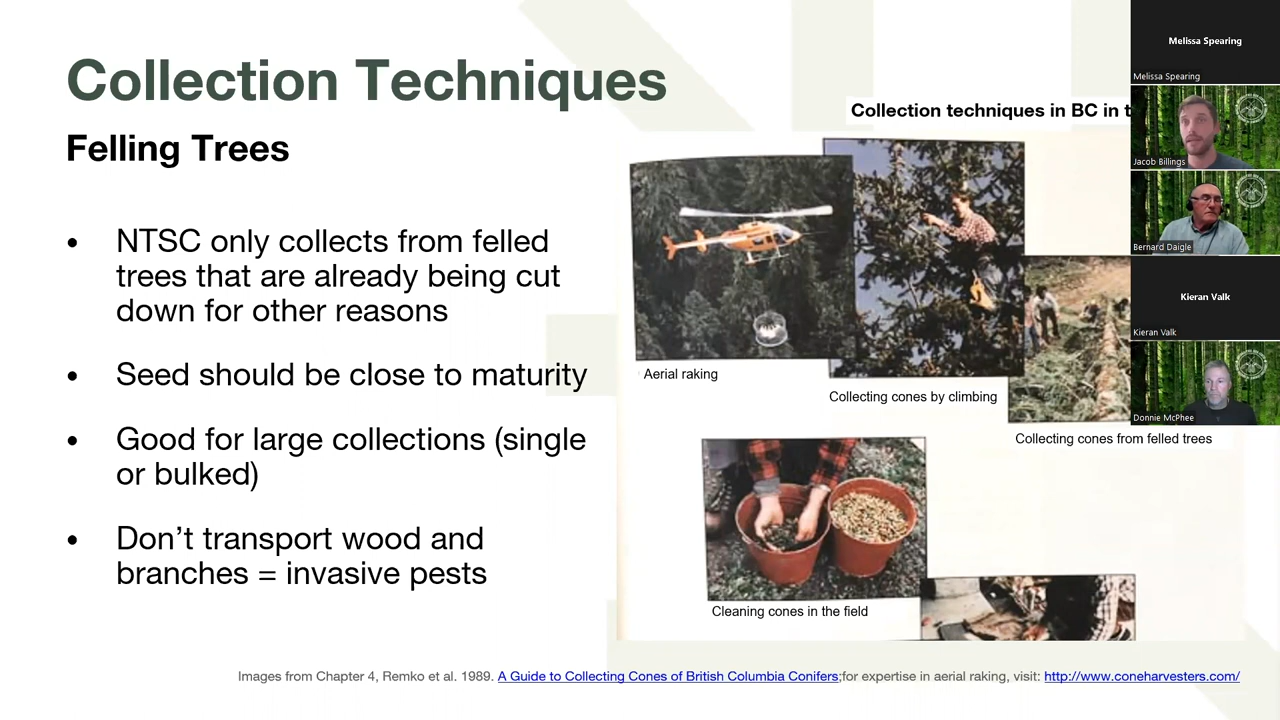 Collection Techniques
Felling Trees
• NTSC only collects from felled
trees that are already being cut
down for other reasons
• Seed should be close to maturity
• Good for large collections (single
or bulked)
• Don’t transport wood and
branches = invasive pests
Collection techniques in BC in t
Aerial raking
Collecting cones by climbing
Collecting cones from felled trees
Cleaning cones in the field
Images from Chapter 4, Remko et al. 1989. A Guide to Collecting Cones of British Columbia Conifers;for expertise in aerial raking, visit: http://www.coneharvesters.com/
Melissa Spearing
Melissa Spearing
Jacob Billings
Bernard Daigle
Kieran Valk
Kieran Valk
Donnie McPhee